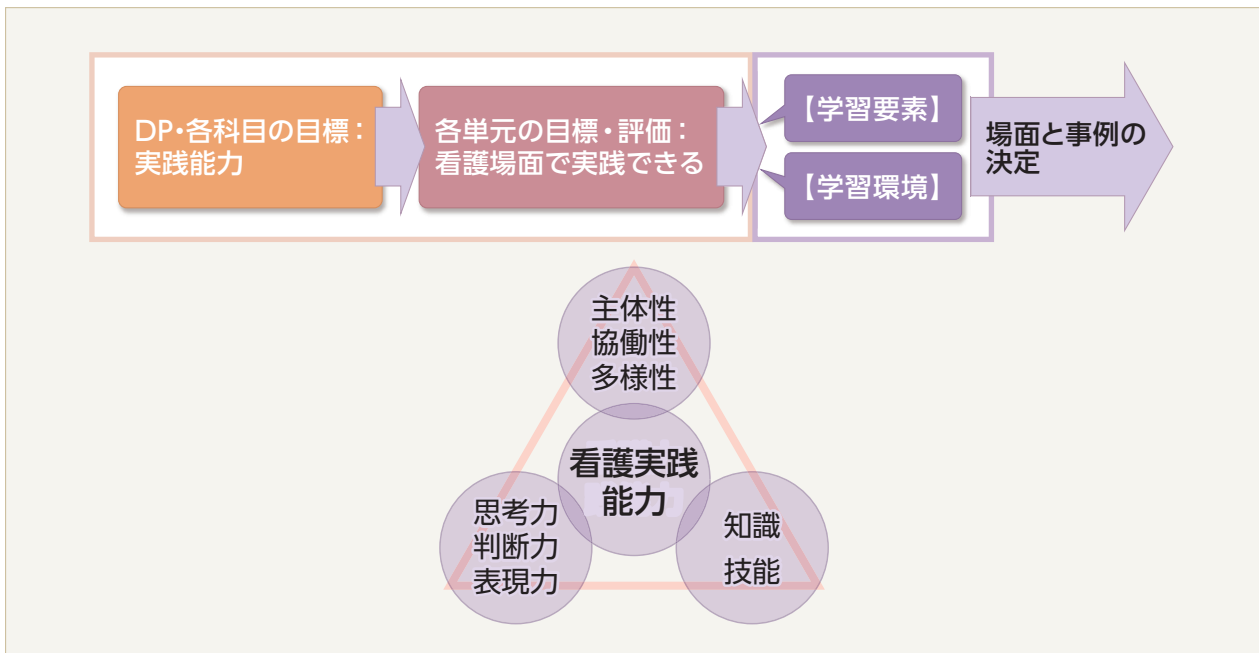 DP・各科目の目標：
実践能力
各単元の目標・評価：
看護場面で実践できる
【学習要素】
【学習環境】
場面と事例の
決定
主体性
協働性
多様性
看護実践
能力
思考力
判断力
表現力
知識
技能